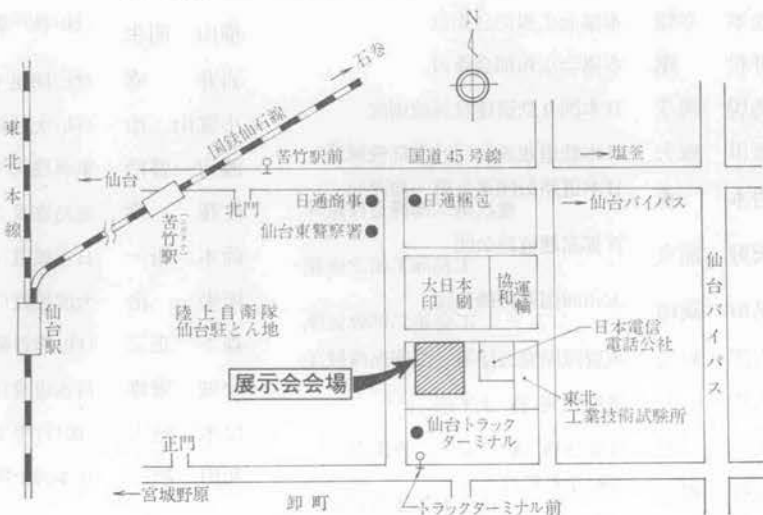 N
石巻
国鉄仙石線
東北本線
苦竹駅前
国道45号線
塩釜
仙台
苦竹駅
北門
日通商事
仙台東警察署
日通梱包
仙台バイパス
仙台バイパス
大日本
印刷
協和
運輸
陸上自衛隊
仙台駐とん地
仙台駅
日本電信
電話公社
展示会会場
東北
工業技術試験所
仙台トラック
ターミナル
正門
宮城野原
卸町
トラックターミナル前